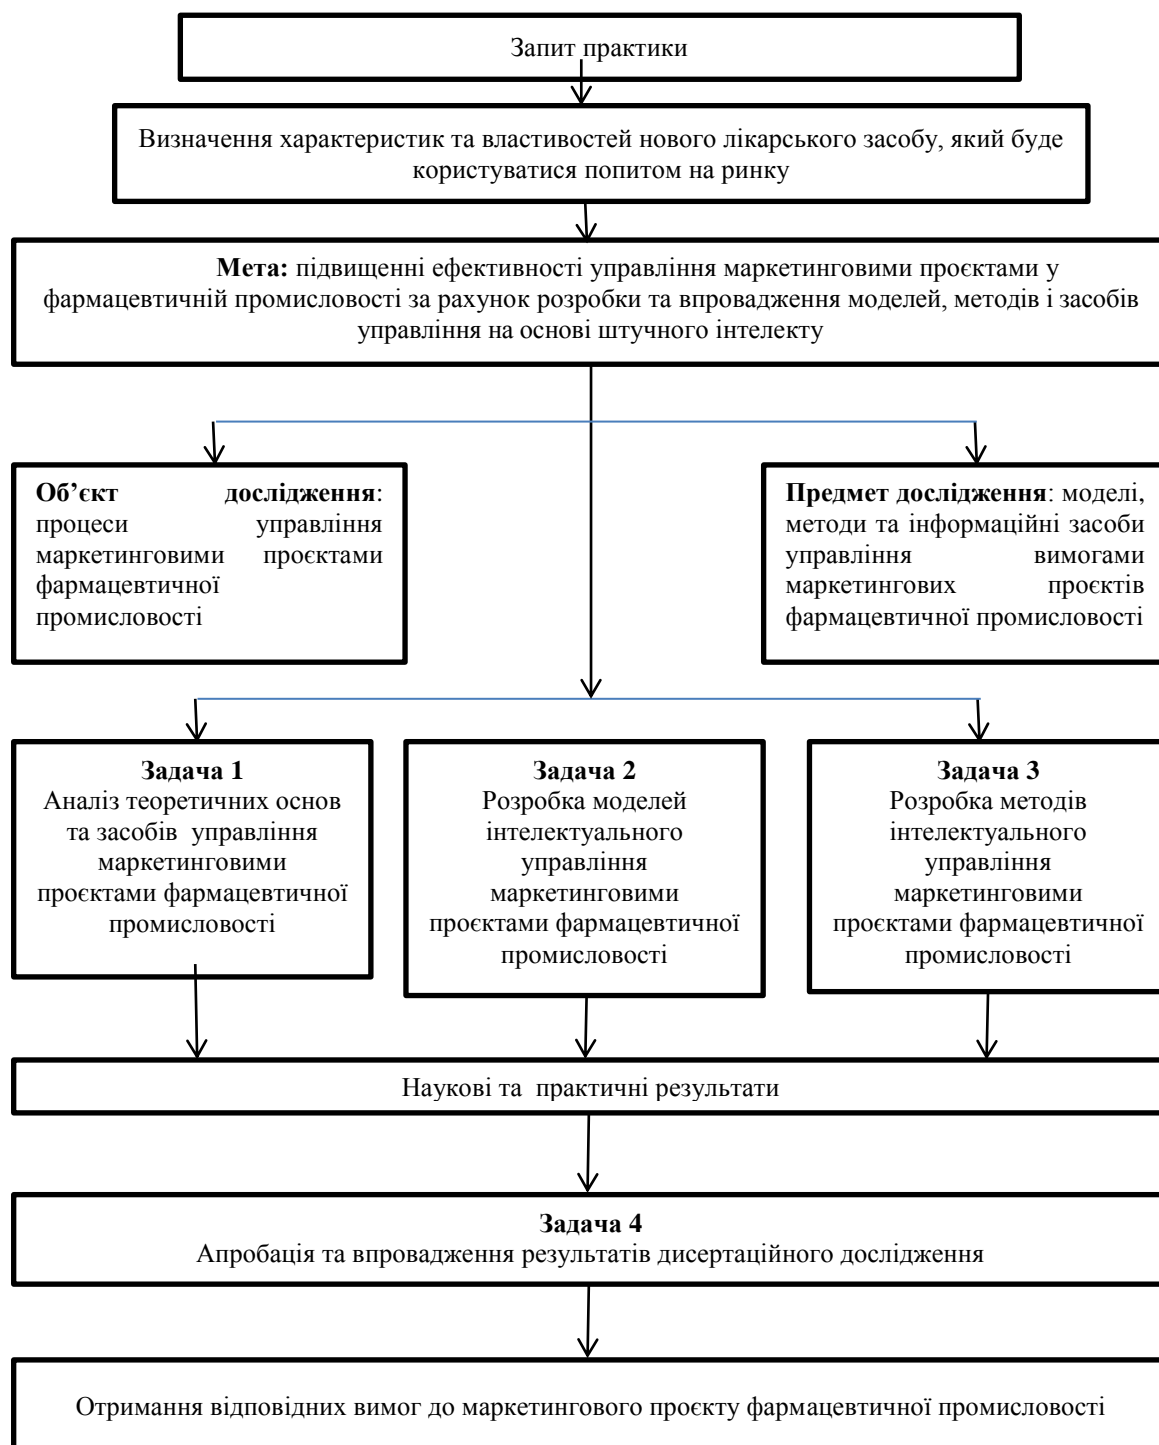 Запит практики
Визначення характеристик та властивостей нового лікарського засобу, який буде
користуватися попитом на ринку
Мета: підвищенні ефективності управління маркетинговими проєктами у
фармацевтичній промисловості за рахунок розробки та впровадження моделей, методів і засобів
управління на основі штучного інтелекту
Об’єкт дослідження:
процеси управління
маркетинговими проєктами
фармацевтичної
промисловості
Предмет дослідження: моделі,
методи та інформаційні засоби
управління вимогами
маркетингових проєктів
фармацевтичної промисловості
Задача 1
Аналіз теоретичних основ
та засобів управління
маркетинговими
проєктами фармацевтичної
промисловості
Задача 2
Розробка моделей
інтелектуального
управління
маркетинговими
проєктами фармацевтичної
промисловості
Задача 3
Розробка методів
інтелектуального
управління
маркетинговими
проєктами фармацевтичної
промисловості
Наукові та практичні результати
Задача 4
Апробація та впровадження результатів дисертаційного дослідження
Отримання відповідних вимог до маркетингового проєкту фармацевтичної промисловості